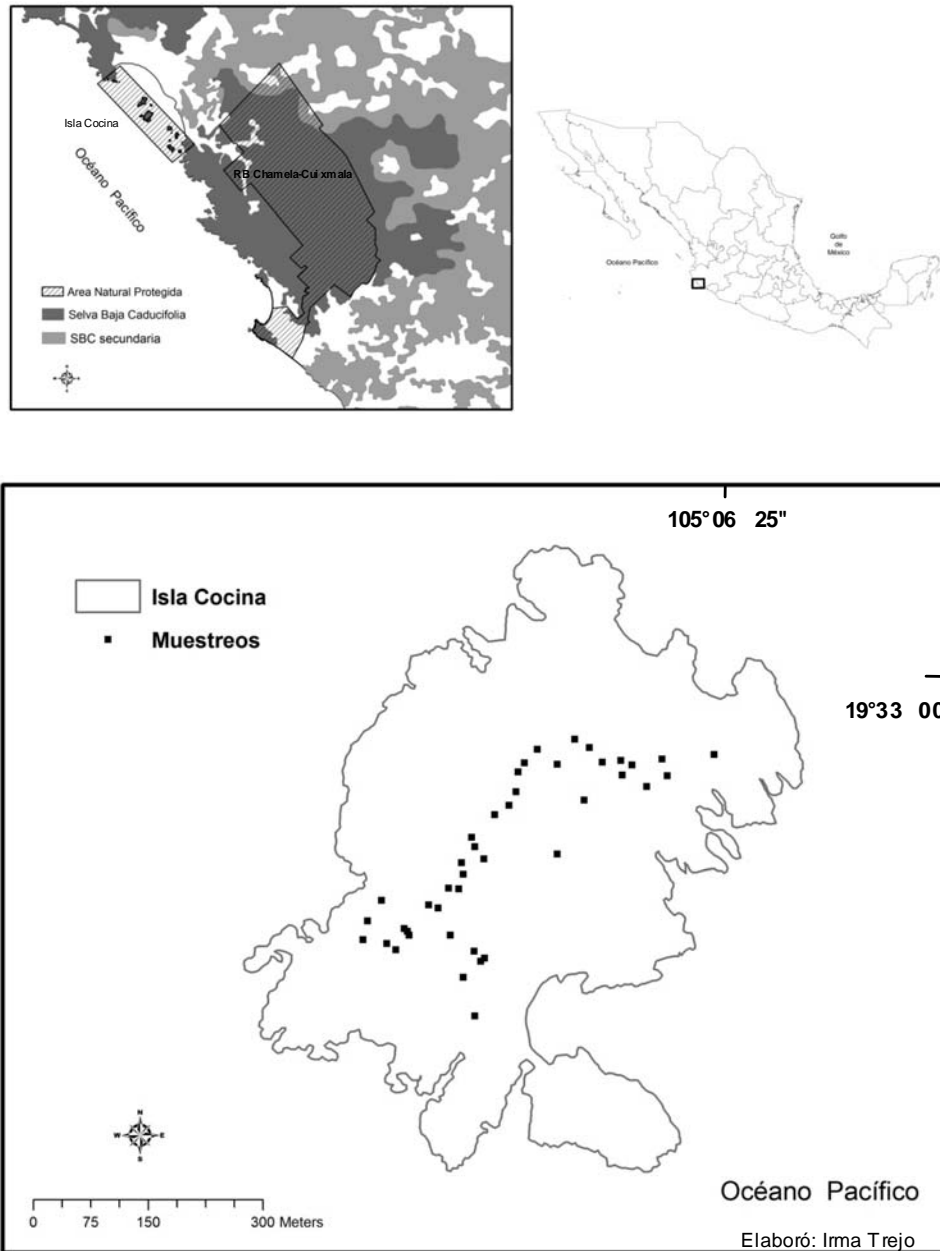 Isla Cocina
Océano Pacífico
RB Chamela-Cuixmala
Area Natural Protegida
Selva Baja Caducifolia
SBC secundaria
Océano Pacífico
Golfo
de
México
105° 06 25"
Isla Cocina
Muestreos
19°33 00
N
W E
S
0 75 150 300 Meters
Océano Pacífico
Elaboró: Irma Trejo